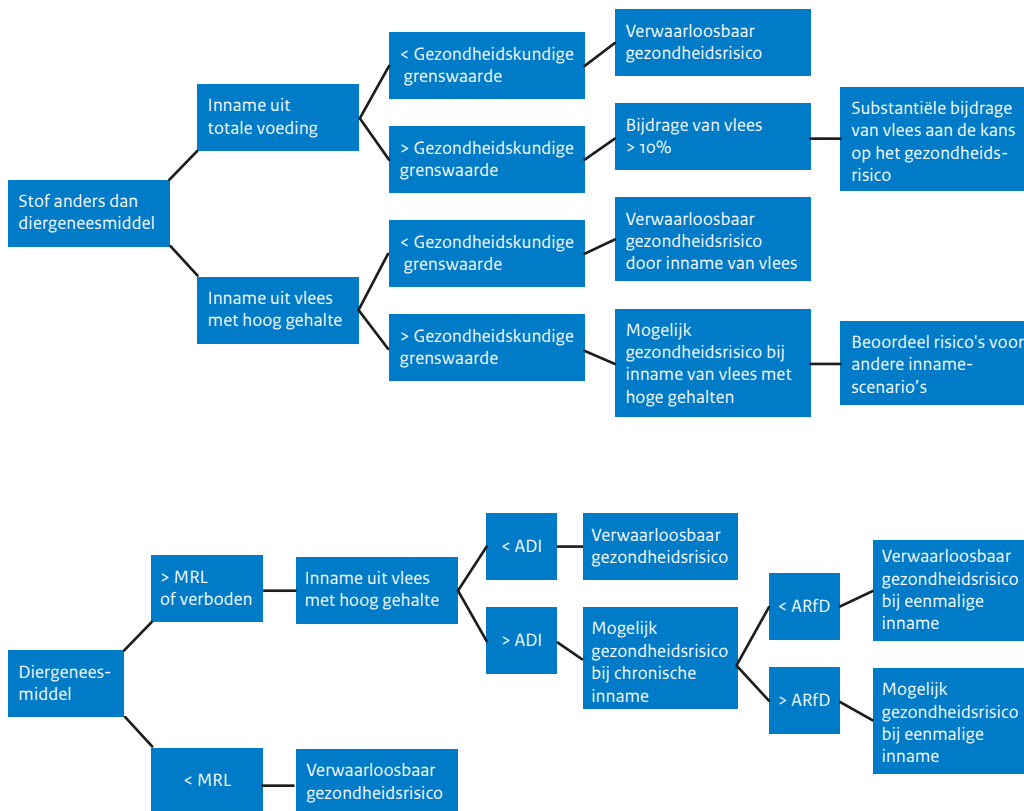 Stof anders dan
diergeneesmiddel
Inname uit
totale voeding
< Gezondheidskundige
grenswaarde
Verwaarloosbaar
gezondheidsrisico
> Gezondheidskundige
grenswaarde
Bijdrage van vlees
> 10%
Substantiële bijdrage
van vlees aan de kans
op het gezondheids-
risico
Inname uit vlees
met hoog gehalte
< Gezondheidskundige
grenswaarde
Verwaarloosbaar
gezondheidsrisico
door inname van vlees
> Gezondheidskundige
grenswaarde
Mogelijk
gezondheidsrisico bij
inname van vlees met
hoge gehalten
Beoordeel risico's voor
andere inname-
scenario's
Diergenees-
middel
> MRL
of verboden
Inname uit vlees
met hoog gehalte
< ADI
Verwaarloosbaar
gezondheidsrisico
> ADI
Mogelijk
gezondheidsrisico
bij chronische
inname
< ARfD
Verwaarloosbaar
gezondheidsrisico
bij eenmalige
inname
> ARfD
Mogelijk
gezondheidsrisico
bij eenmalige
inname
< MRL
Verwaarloosbaar
gezondheidsrisico